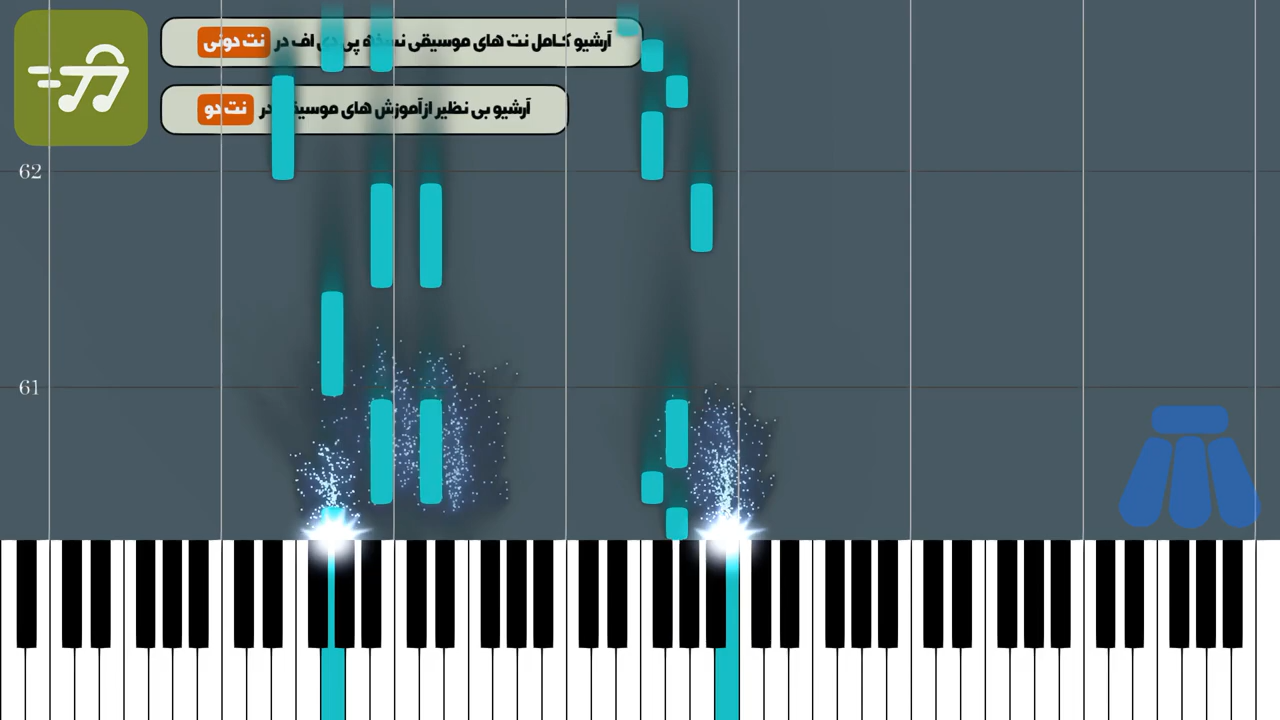 آرشیو کامل نت های موسیقی نسخه پی دی اف در نت دونی
آرشیو بی نظیر از آموزش های موسیقی در نت دو
62
61